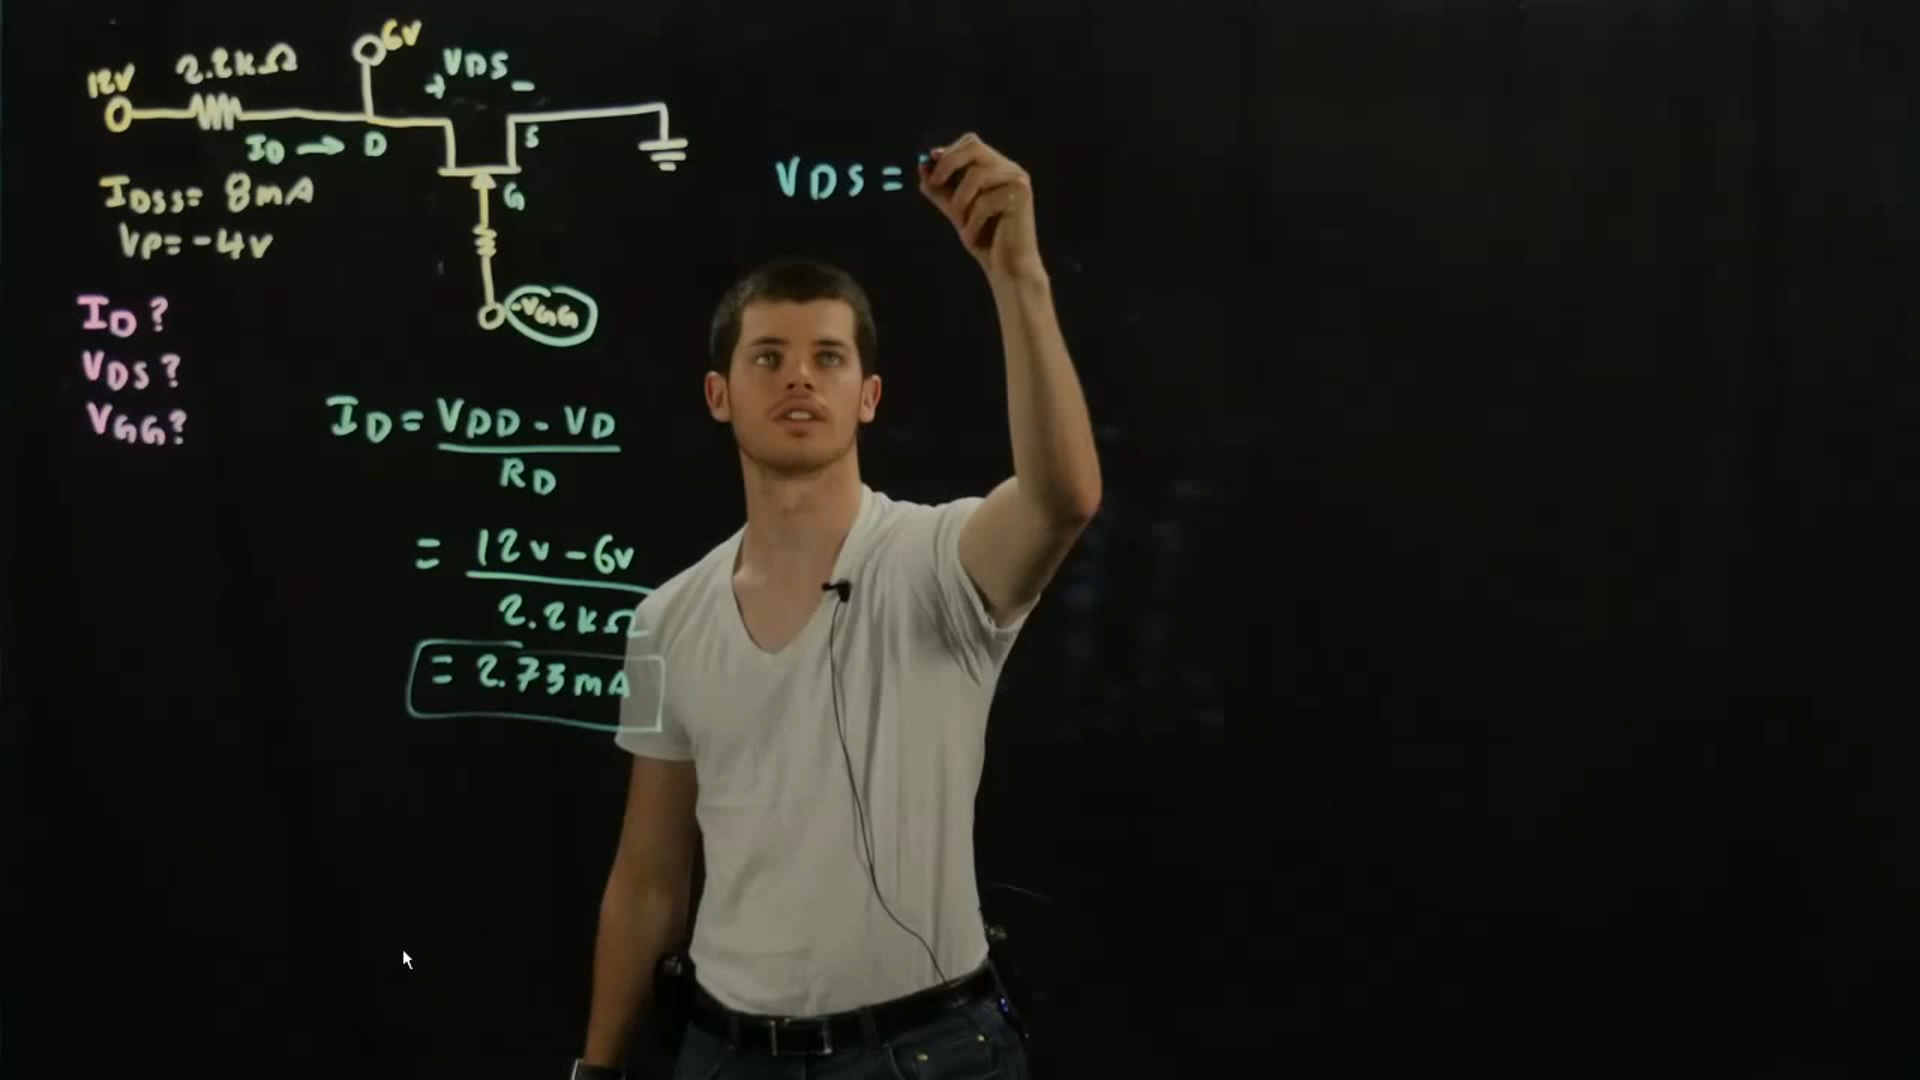 6V
+ VDS -
2.2KΩ
12V
ID → D
S
G
IDSS = 8mA
VP = -4V
-VGG
ID?
VDS?
VGG?
ID = VDD - VD
RD
= 12V - 6V
2.2KΩ
= 2.73mA
VDS =